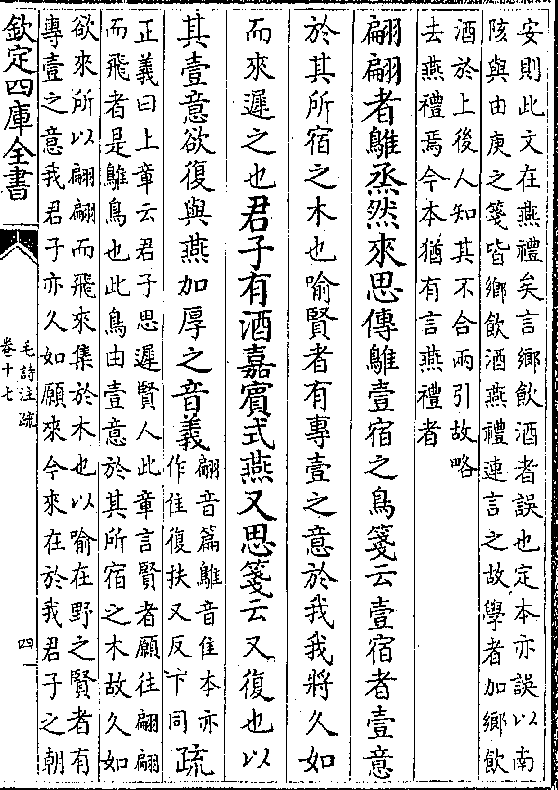 安則此文在燕禮矣言鄉飲酒者誤也定本亦誤以南
陔與由庚之箋皆鄉飲酒燕禮連言之故學者加鄉飲
酒於上後人知其不合兩引故略
去燕禮焉今本猶有言燕禮者
翩翩者鵻烝然來思傳鵻壹宿之鳥箋云壹宿者壹意
於其所宿之木也喻賢者有專壹之意於我我將久如
而來遲之也君子有酒嘉賓式燕又思箋云又復也以
其壹意欲復與燕加厚之音義
翩音篇鵻音隹本亦
作隹復扶又反下同
疏
正義曰上章云君子思遲賢人此章言賢者願往翩翩
而飛者是鵻鳥也此鳥由壹意於其所宿之木故久如
欲來所以翩翩而飛來集於木也以喻在野之賢者有
專壹之意我君子亦久如願來今來在於我君子之朝
欽定四庫全書
毛詩注疏
卷十七
四